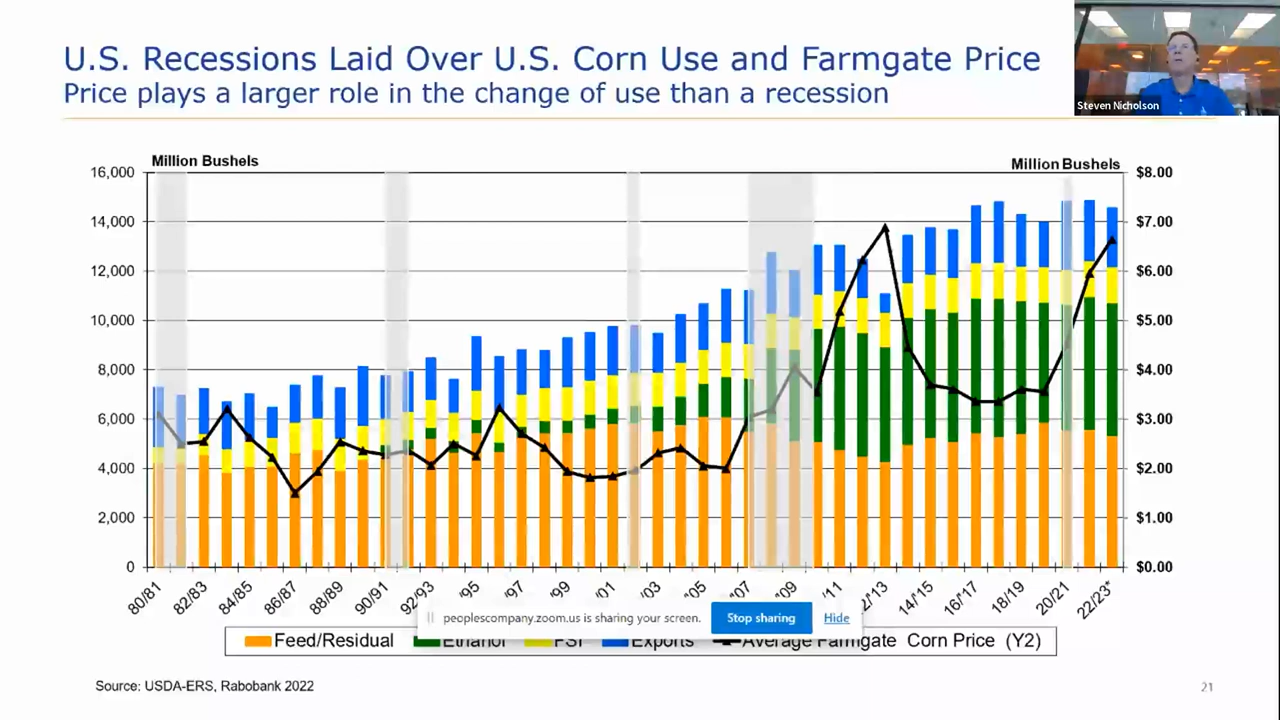 U.S. Recessions Laid Over U.S. Corn Use and Farmgate Price
Price plays a larger role in the change of use than a recession
Steven Nicholson
Million Bushels
Million Bushels
16,000
14,000
12,000
10,000
8,000
6,000
4,000
2,000
0
$8.00
$7.00
$6.00
$5.00
$4.00
$3.00
$2.00
$1.00
$0.00
80/81
82/83
84/85
86/87
88/89
90/91
92/93
/95
/97
/99
/01
/03
/05
/07
/09
/11
2/13
14/15
16/17
18/19
20/21
22/23*
peoplescompany.zoom.us is sharing your screen.
Stop sharing
Hide
Feed/Residual
Ethanol
FSI
Exports
Average Farmgate Corn Price (Y2)
Source: USDA-ERS, Rabobank 2022
21